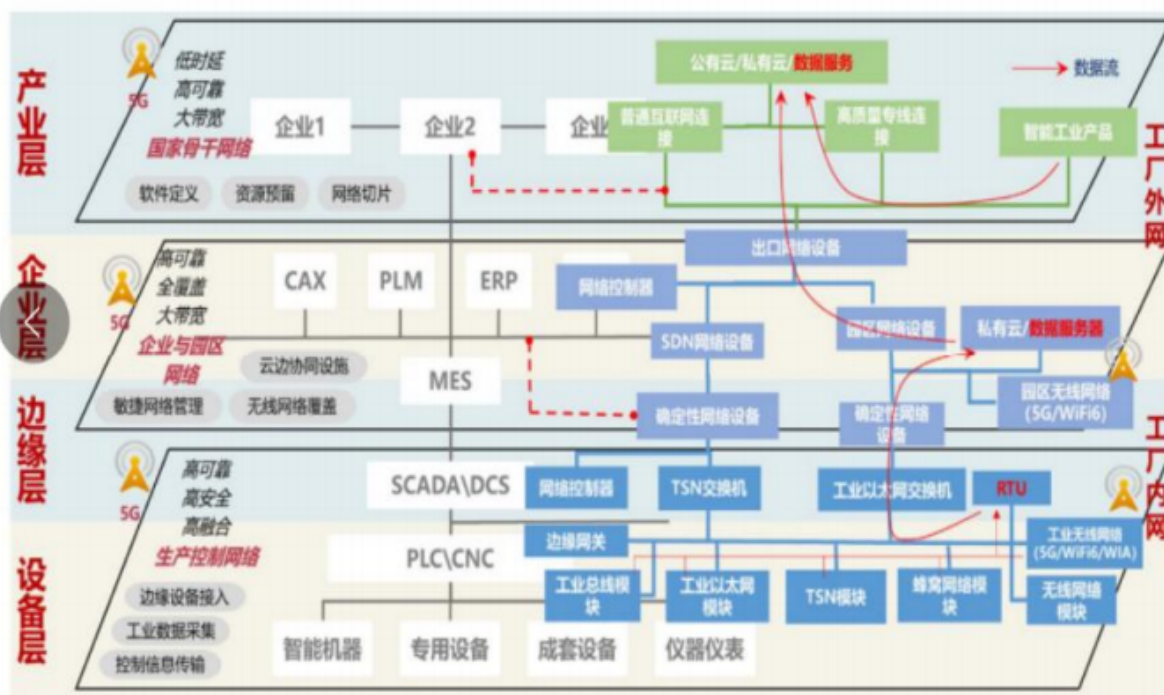 产业层
5G
低时延
高可靠
大带宽
国家骨干网络
软件定义
资源预留
网络切片
企业1
企业2
企业
公有云/私有云/数据服务
普通互联网连
接
高质量专线连
接
智能工业产品
数据流
工厂外网
企业层
5G
高可靠
全覆盖
大带宽
企业与园区
网络
云边协同设施
敏捷网络管理
无线网络覆盖
CAX
PLM
ERP
MES
出口网络设备
网络控制器
SDN网络设备
园区网络设备
私有云/数据服务器
园区无线网络
(5G/WiFi6)
确定性网络设备
确定性网络
设备
边缘层
工厂内网
5G
高可靠
高安全
高融合
生产控制网络
SCADA\DCS
网络控制器
TSN交换机
工业以太网交换机
RTU
边缘网关
工业无线网络
(5G/WiFi6/WIA)
PLC\CNC
工业总线模
块
工业以太网
模块
TSN模块
蜂窝网络模
块
无线网络
模块
设备层
边缘设备接入
工业数据采集
控制信息传输
智能机器
专用设备
成套设备
仪器仪表